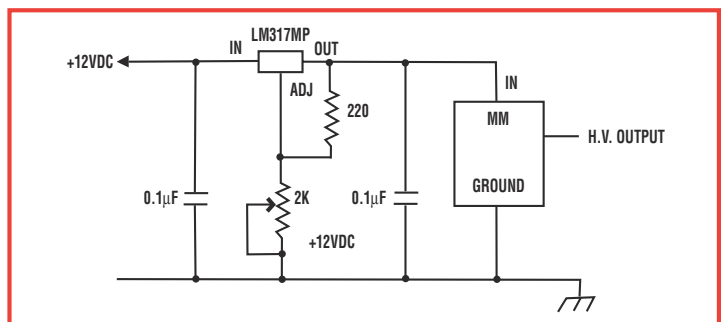 LM317MP
IN
OUT
+12VDC
ADJ
IN
220
MM
H.V. OUTPUT
GROUND
0.1µF
2K
0.1µF
+12VDC